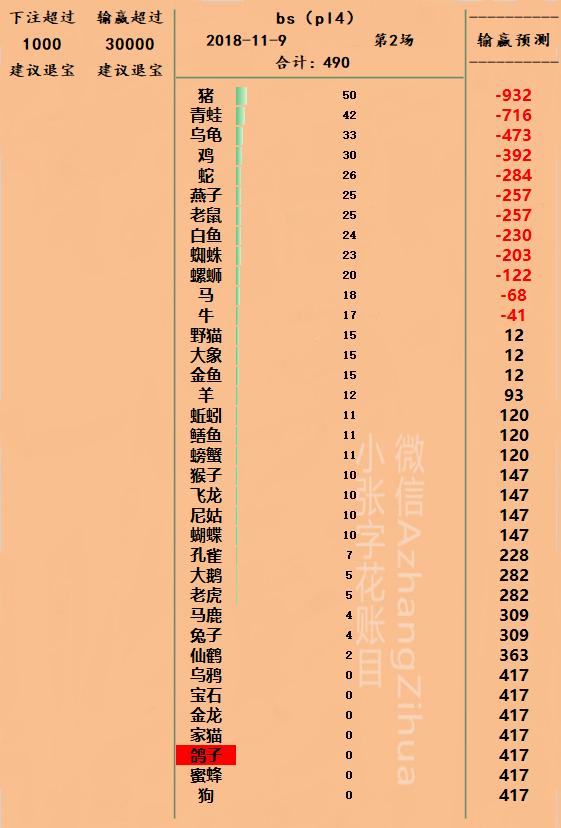 下注超过 输赢超过 bs（pl4） ------------
1000 30000 2018-11-9 第2场 输赢预测
建议退宝 建议退宝 合计：490 ------------
猪 50 -932
青蛙 42 -716
乌龟 33 -473
鸡 30 -392
蛇 26 -284
燕子 25 -257
老鼠 25 -257
白鱼 24 -230
蜘蛛 23 -203
螺蛳 20 -122
马 18 -68
牛 17 -41
野猫 15 12
大象 15 12
金鱼 15 12
羊 12 93
蚯蚓 11 120
鳝鱼 11 120
螃蟹 11 120
猴子 10 147
飞龙 10 147
尼姑 10 147
蝴蝶 10 147
孔雀 7 228
大鹅 5 282
老虎 5 282
马鹿 4 309
兔子 4 309
仙鹤 2 363
乌鸦 0 417
宝石 0 417
金龙 0 417
家猫 0 417
鸽子 0 417
蜜蜂 0 417
狗 0 417
微信AzhangZihua
小张字花账目